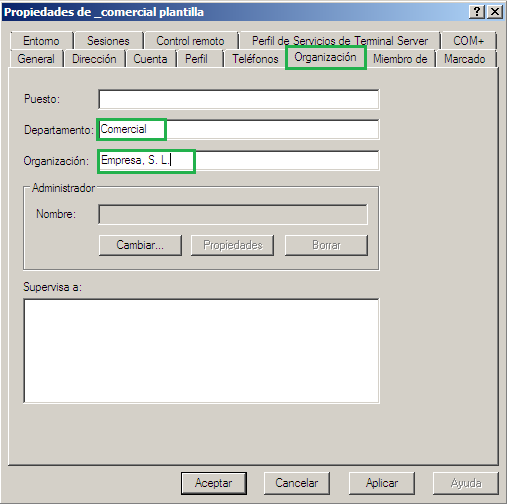 Propiedades de _comercial plantilla
Entorno Sesiones Control remoto Perfil de Servicios de Terminal Server COM+
General Dirección Cuenta Perfil Teléfonos Organización Miembro de Marcado
Puesto:
Departamento: Comercial
Organización: Empresa, S. L.
Administrador
Nombre:
Cambiar... Propiedades Borrar
Supervisa a:
Aceptar Cancelar Aplicar Ayuda